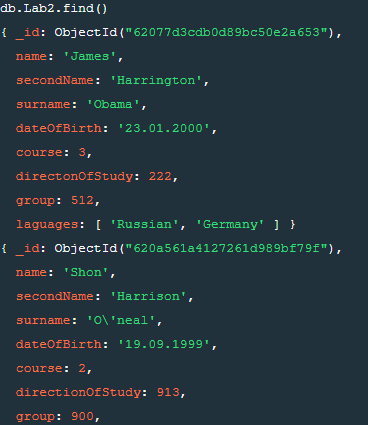 db.Lab2.find()
{ _id: ObjectId("62077d3cdb0d89bc50e2a653"),
name: 'James',
secondName: 'Harrington',
surname: 'Obama',
dateOfBirth: '23.01.2000',
course: 3,
directonOfStudy: 222,
group: 512,
laguages: [ 'Russian', 'Germany' ] }
{ _id: ObjectId("620a561a4127261d989bf79f"),
name: 'Shon',
secondName: 'Harrison',
surname: 'O\'neal',
dateOfBirth: '19.09.1999',
course: 2,
directionOfStudy: 913,
group: 900,